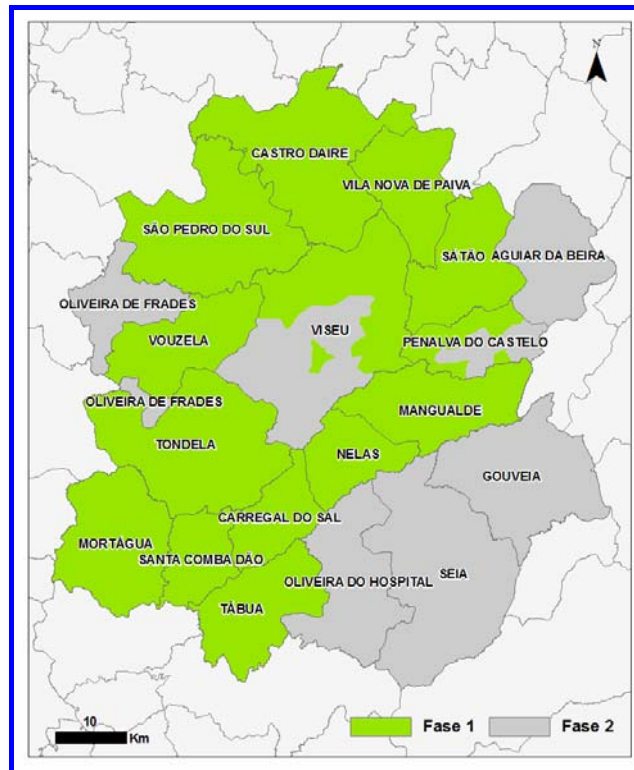 N
CASTRO DAIRE
VILA NOVA DE PAIVA
SÃO PEDRO DO SUL
SÁTÃO
AGUIAR DA BEIRA
OLIVEIRA DE FRADES
VISEU
VOUZELA
PENALVA DO CASTELO
OLIVEIRA DE FRADES
MANGUALDE
TONDELA
NELAS
GOUVEIA
CARREGAL DO SAL
MORTÁGUA
SANTA COMBA DÃO
OLIVEIRA DO HOSPITAL
SEIA
TÁBUA
10
Km
Fase 1
Fase 2